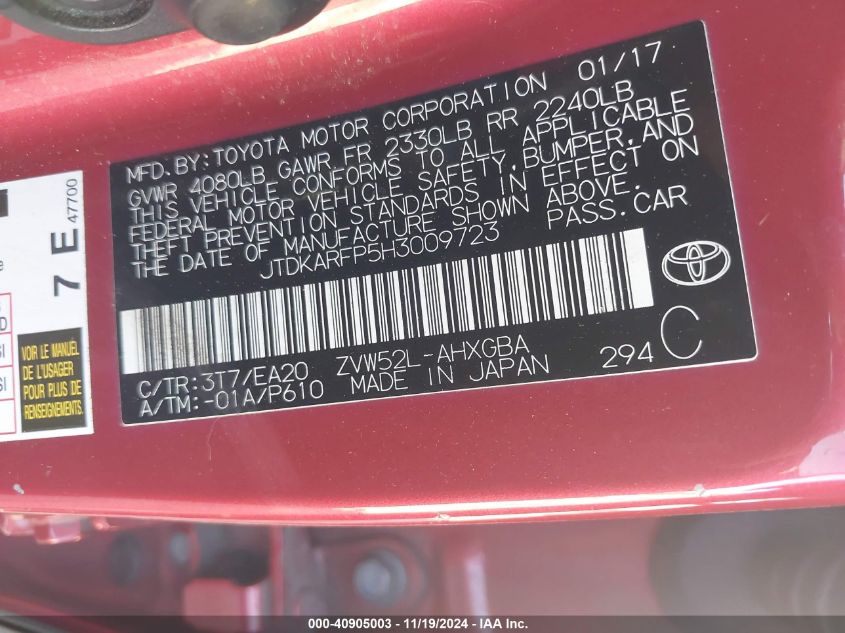 MFD. BY: TOYOTA MOTOR CORPORATION 01/17
GVWR 4080LB GAWR FR 2330LB RR 2240LB
THIS VEHICLE CONFORMS TO ALL APPLICABLE
FEDERAL MOTOR VEHICLE SAFETY, BUMPER, AND
THEFT PREVENTION STANDARDS IN EFFECT ON
THE DATE OF MANUFACTURE SHOWN ABOVE.
JTDKARFP5H3009723 PASS. CAR
C/TR: 3T7/EA20 ZVW52L-AHXGBA
A/TM: -01A/P610 MADE IN JAPAN 294 C
7 E 47700
VOIR LE MANUEL
DE L'USAGER
POUR PLUS DE
RENSEIGNEMENTS.
000-40905003 — 11/19/2024 — IAA Inc.